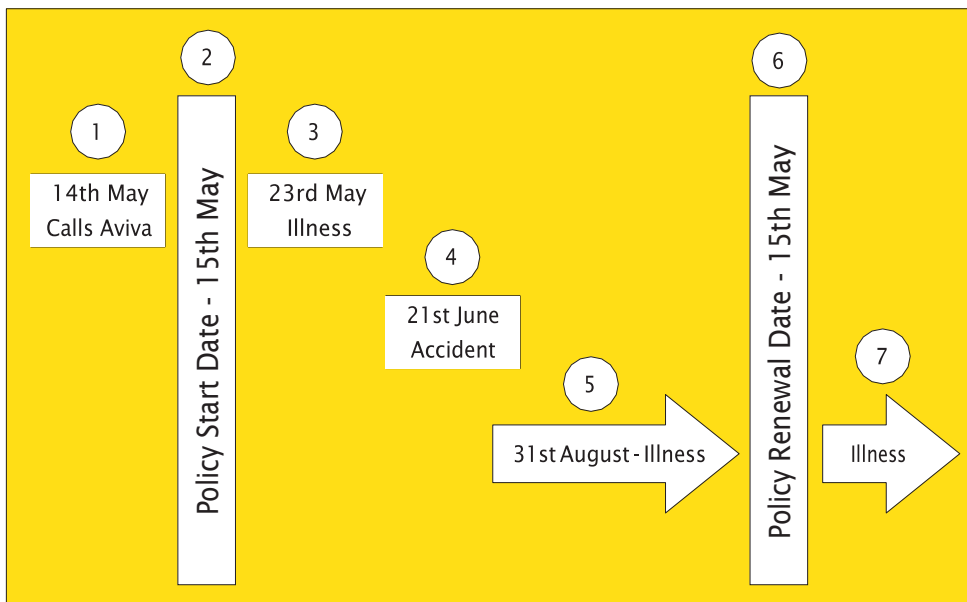 1
14th May
Calls Aviva
2
Policy Start Date - 15th May
3
23rd May
Illness
4
21st June
Accident
5
31st August - Illness
6
Policy Renewal Date - 15th May
7
Illness